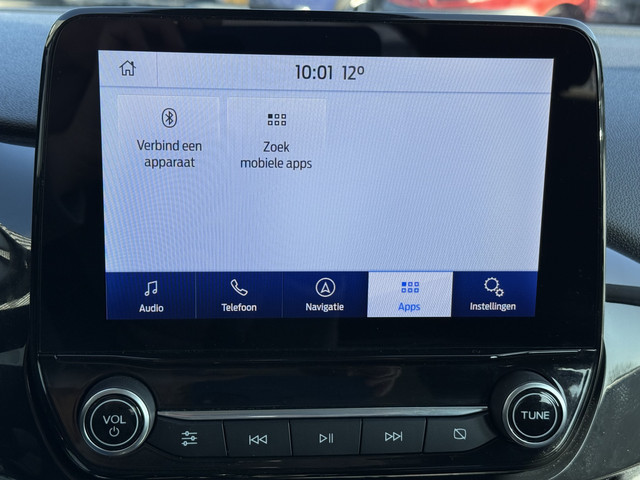 10:01 12°
Verbind een
apparaat
Zoek
mobiele apps
Audio
Telefoon
Navigatie
Apps
Instellingen
VOL
TUNE